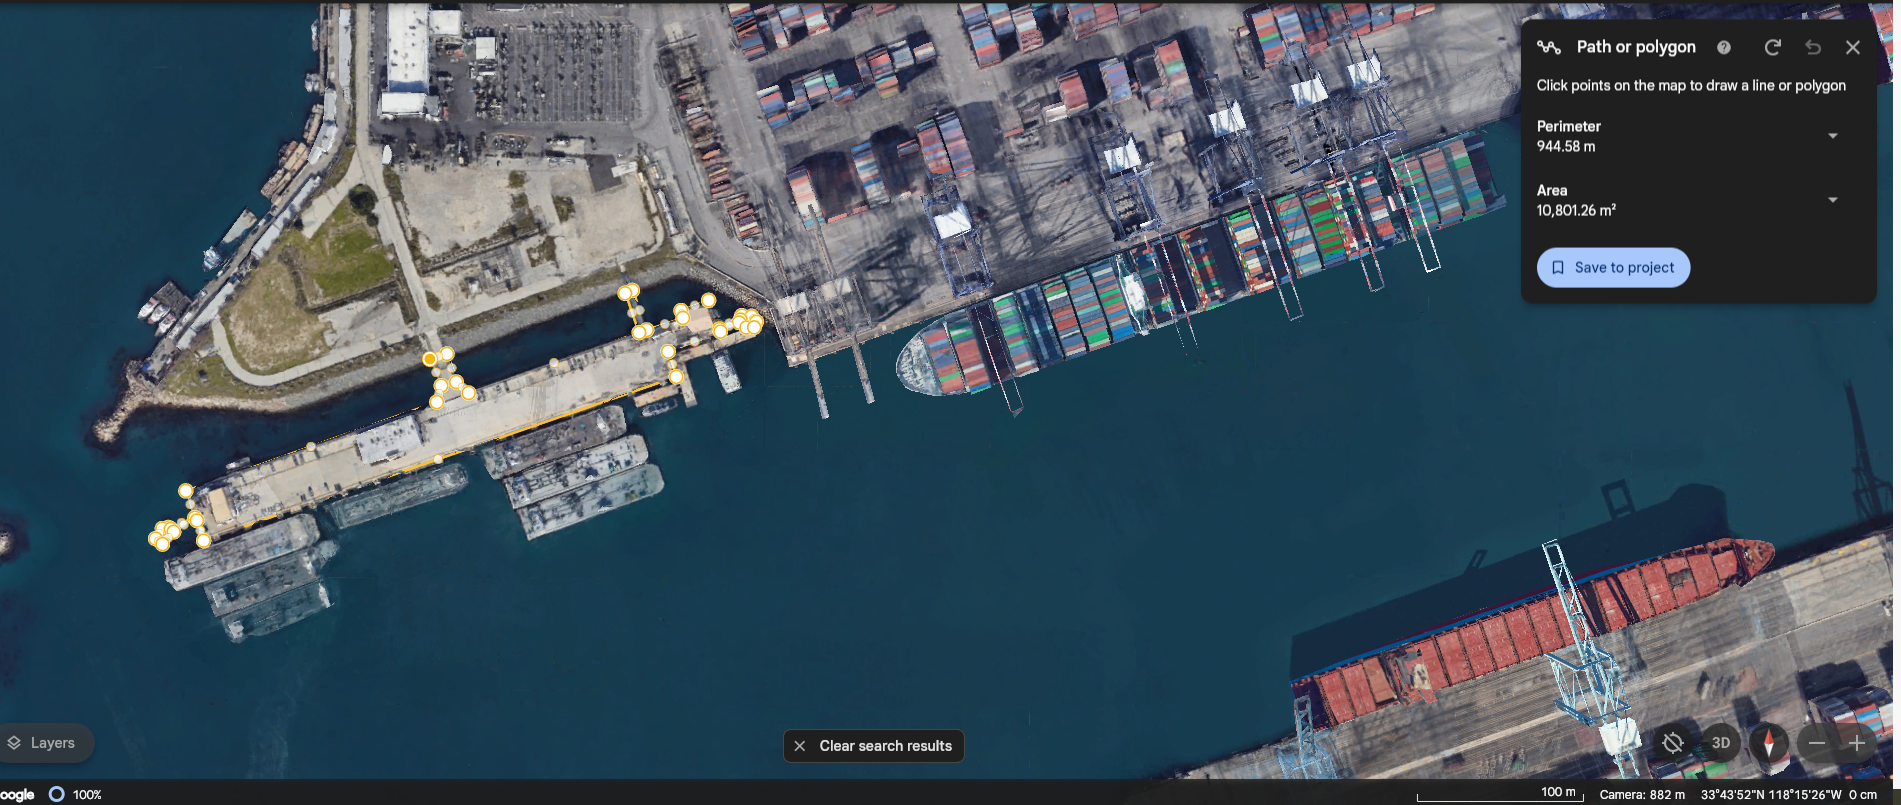 Path or polygon
Click points on the map to draw a line or polygon
Perimeter
944.58 m
Area
10,801.26 m²
Save to project
Layers
Clear search results
3D
oogle 100% 100 m Camera: 882 m 33°43'52"N 118°15'26"W 0 cm